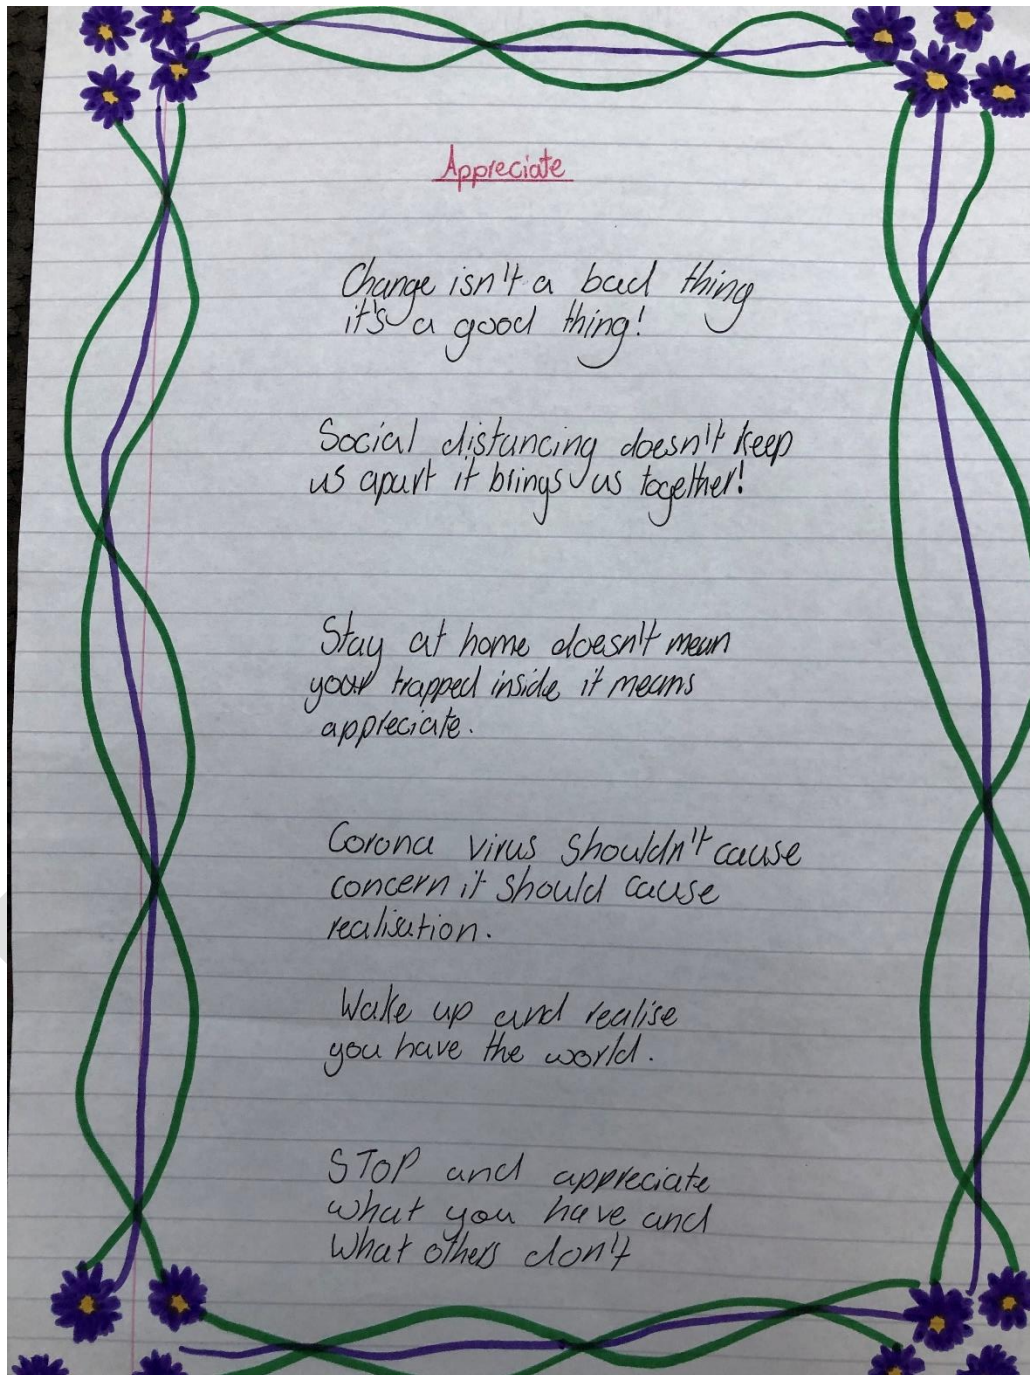 Appreciate
Change isn't a bad thing
it's a good thing!
Social distancing doesn't keep
us apart it brings us together!
Stay at home doesn't mean
your trapped inside it means
appreciate.
Corona virus shouldn't cause
concern it should cause
realisation.
Wake up and realise
you have the world.
STOP and appreciate
what you have and
what others don't